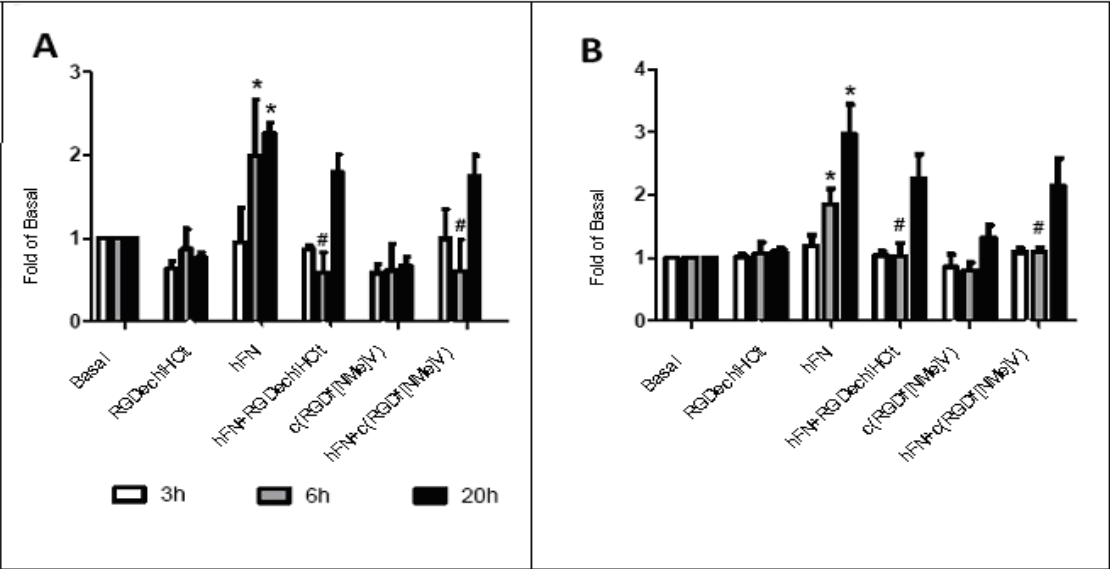 A
3
2
1
0
Fold of Basal
*
*
#
#
Basal
RGDechiHCit
hFN
hFN+RGDechiHCit
c(RGDf[NMe]V)
hFN+c(RGDf[NMe]V)
3h
6h
20h
B
4
3
2
1
0
Fold of Basal
*
*
#
#
Basal
RGDechiHCit
hFN
hFN+RGDechiHCit
c(RGDf[NMe]V)
hFN+c(RGDf[NMe]V)